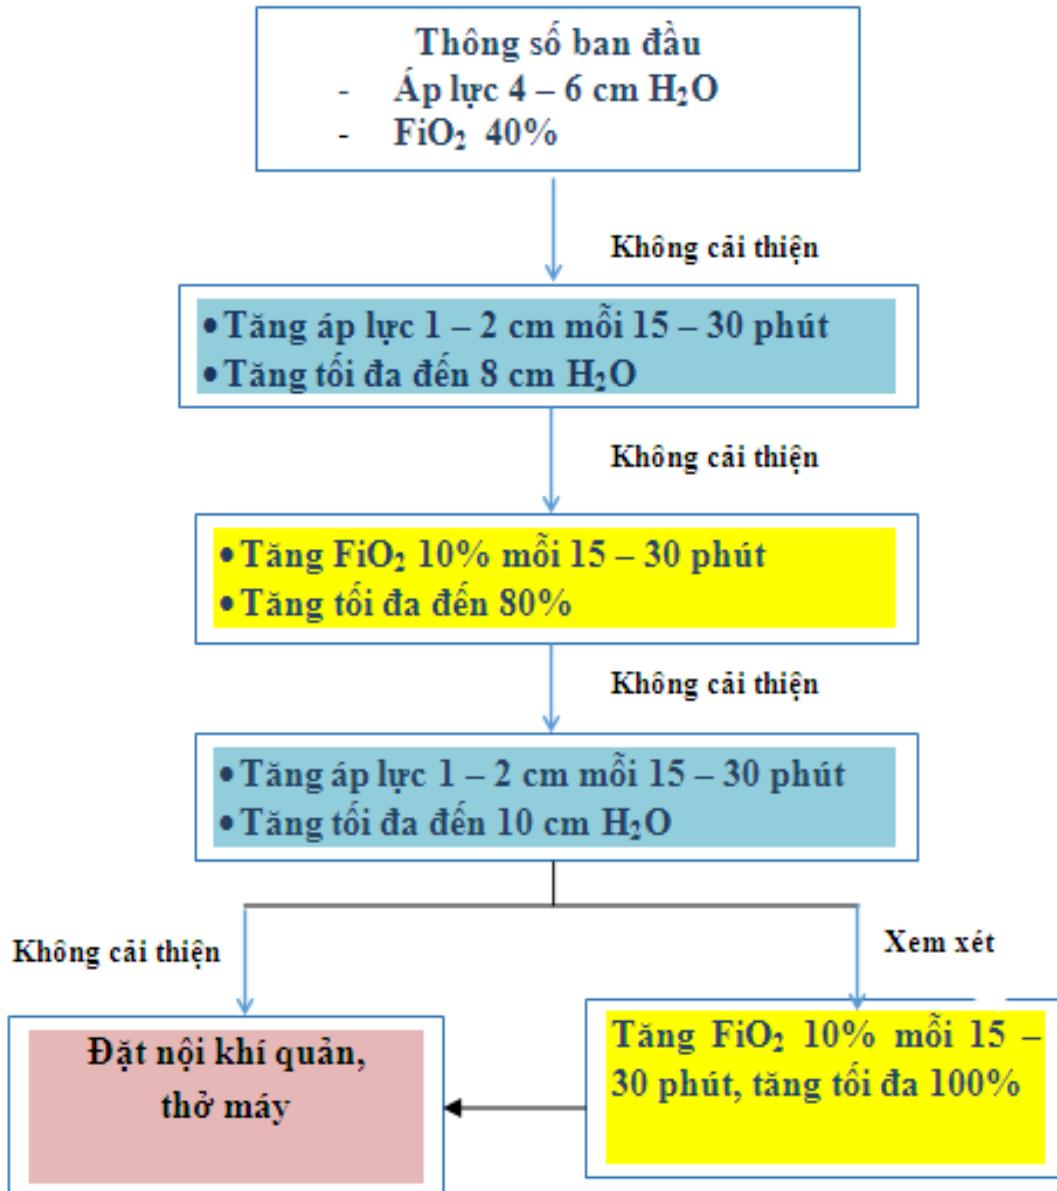 Thông số ban đầu
- Áp lực 4 – 6 cm H₂O
- FiO₂ 40%
Không cải thiện
• Tăng áp lực 1 – 2 cm mỗi 15 – 30 phút
• Tăng tối đa đến 8 cm H₂O
Không cải thiện
• Tăng FiO₂ 10% mỗi 15 – 30 phút
• Tăng tối đa đến 80%
Không cải thiện
• Tăng áp lực 1 – 2 cm mỗi 15 – 30 phút
• Tăng tối đa đến 10 cm H₂O
Không cải thiện
Xem xét
Đặt nội khí quản,
thở máy
Tăng FiO₂ 10% mỗi 15 –
30 phút, tăng tối đa 100%